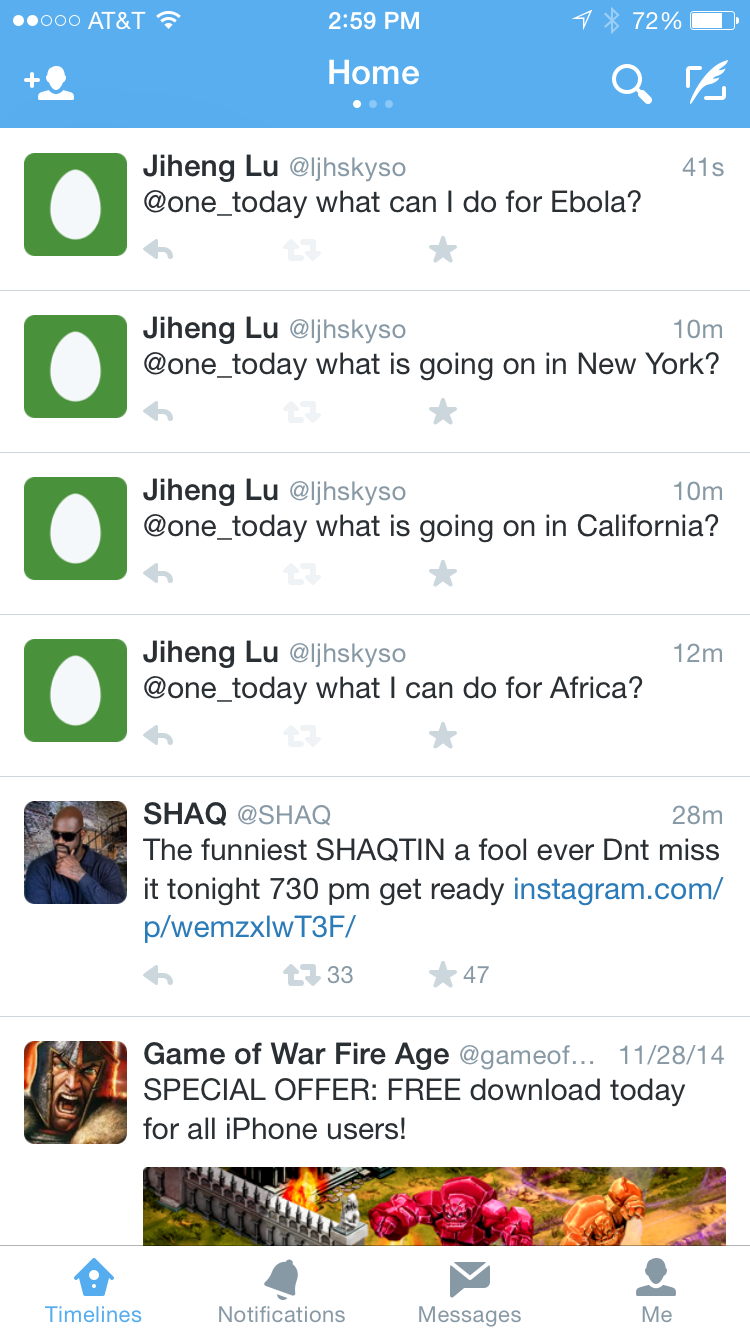 AT&T 2:59 PM 72%
Home
Jiheng Lu @ljhskyso 41s
@one_today what can I do for Ebola?
Jiheng Lu @ljhskyso 10m
@one_today what is going on in New York?
Jiheng Lu @ljhskyso 10m
@one_today what is going on in California?
Jiheng Lu @ljhskyso 12m
@one_today what I can do for Africa?
SHAQ @SHAQ 28m
The funniest SHAQTIN a fool ever Dnt miss
it tonight 730 pm get ready instagram.com/
p/wemzxlwT3F/
33 47
Game of War Fire Age @gameof... 11/28/14
SPECIAL OFFER: FREE download today
for all iPhone users!
Timelines Notifications Messages Me